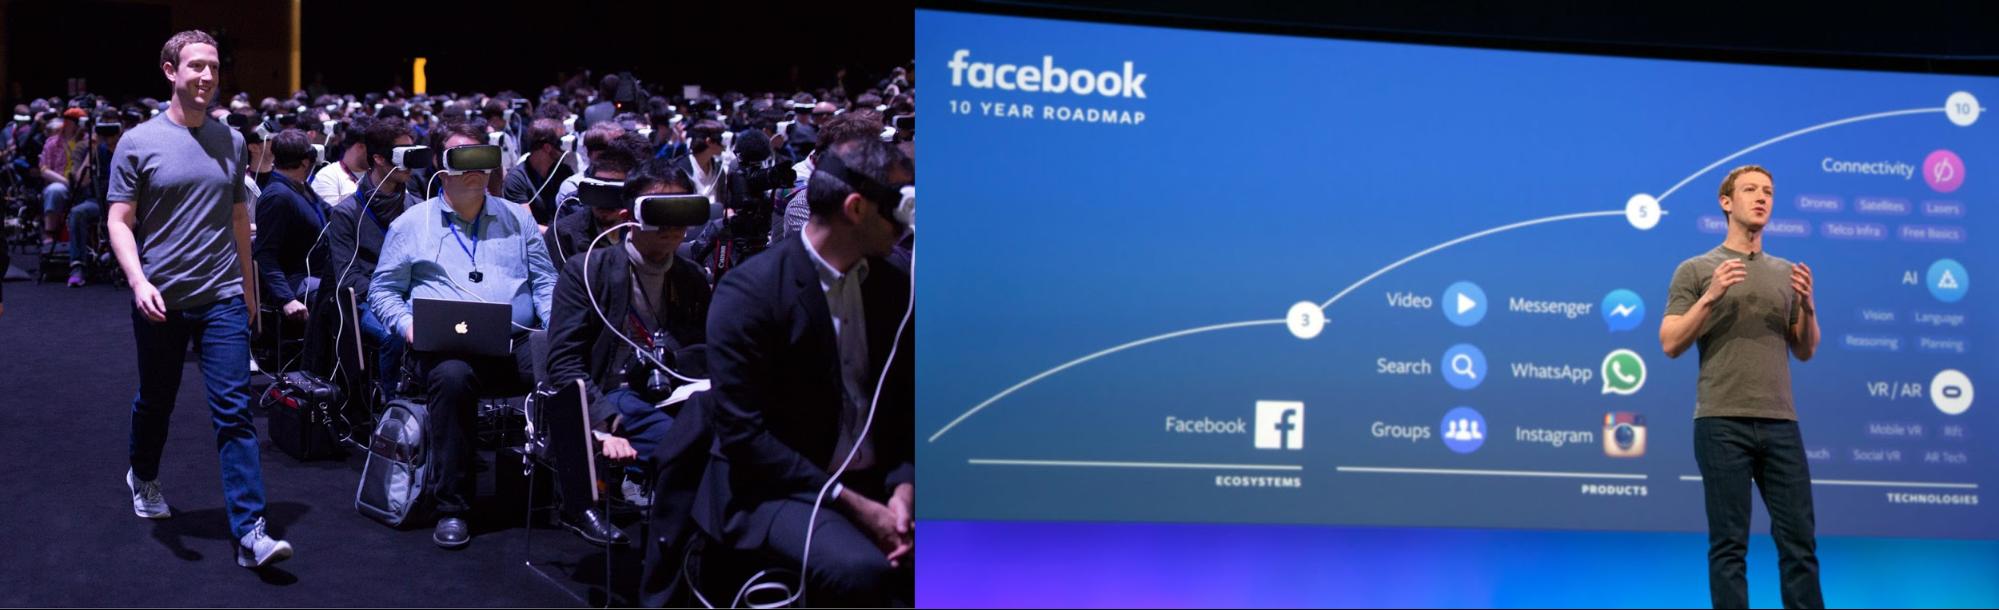 Canon
facebook
10 YEAR ROADMAP
10
Connectivity
Drones Satellites Lasers
5
Telco Infra Free Basics
AI
Video Messenger
3
Vision Language
Reasoning Planning
Search WhatsApp
VR / AR
Facebook Groups Instagram
Mobile VR Rift
Social VR AR Tech
ECOSYSTEMS
PRODUCTS
TECHNOLOGIES